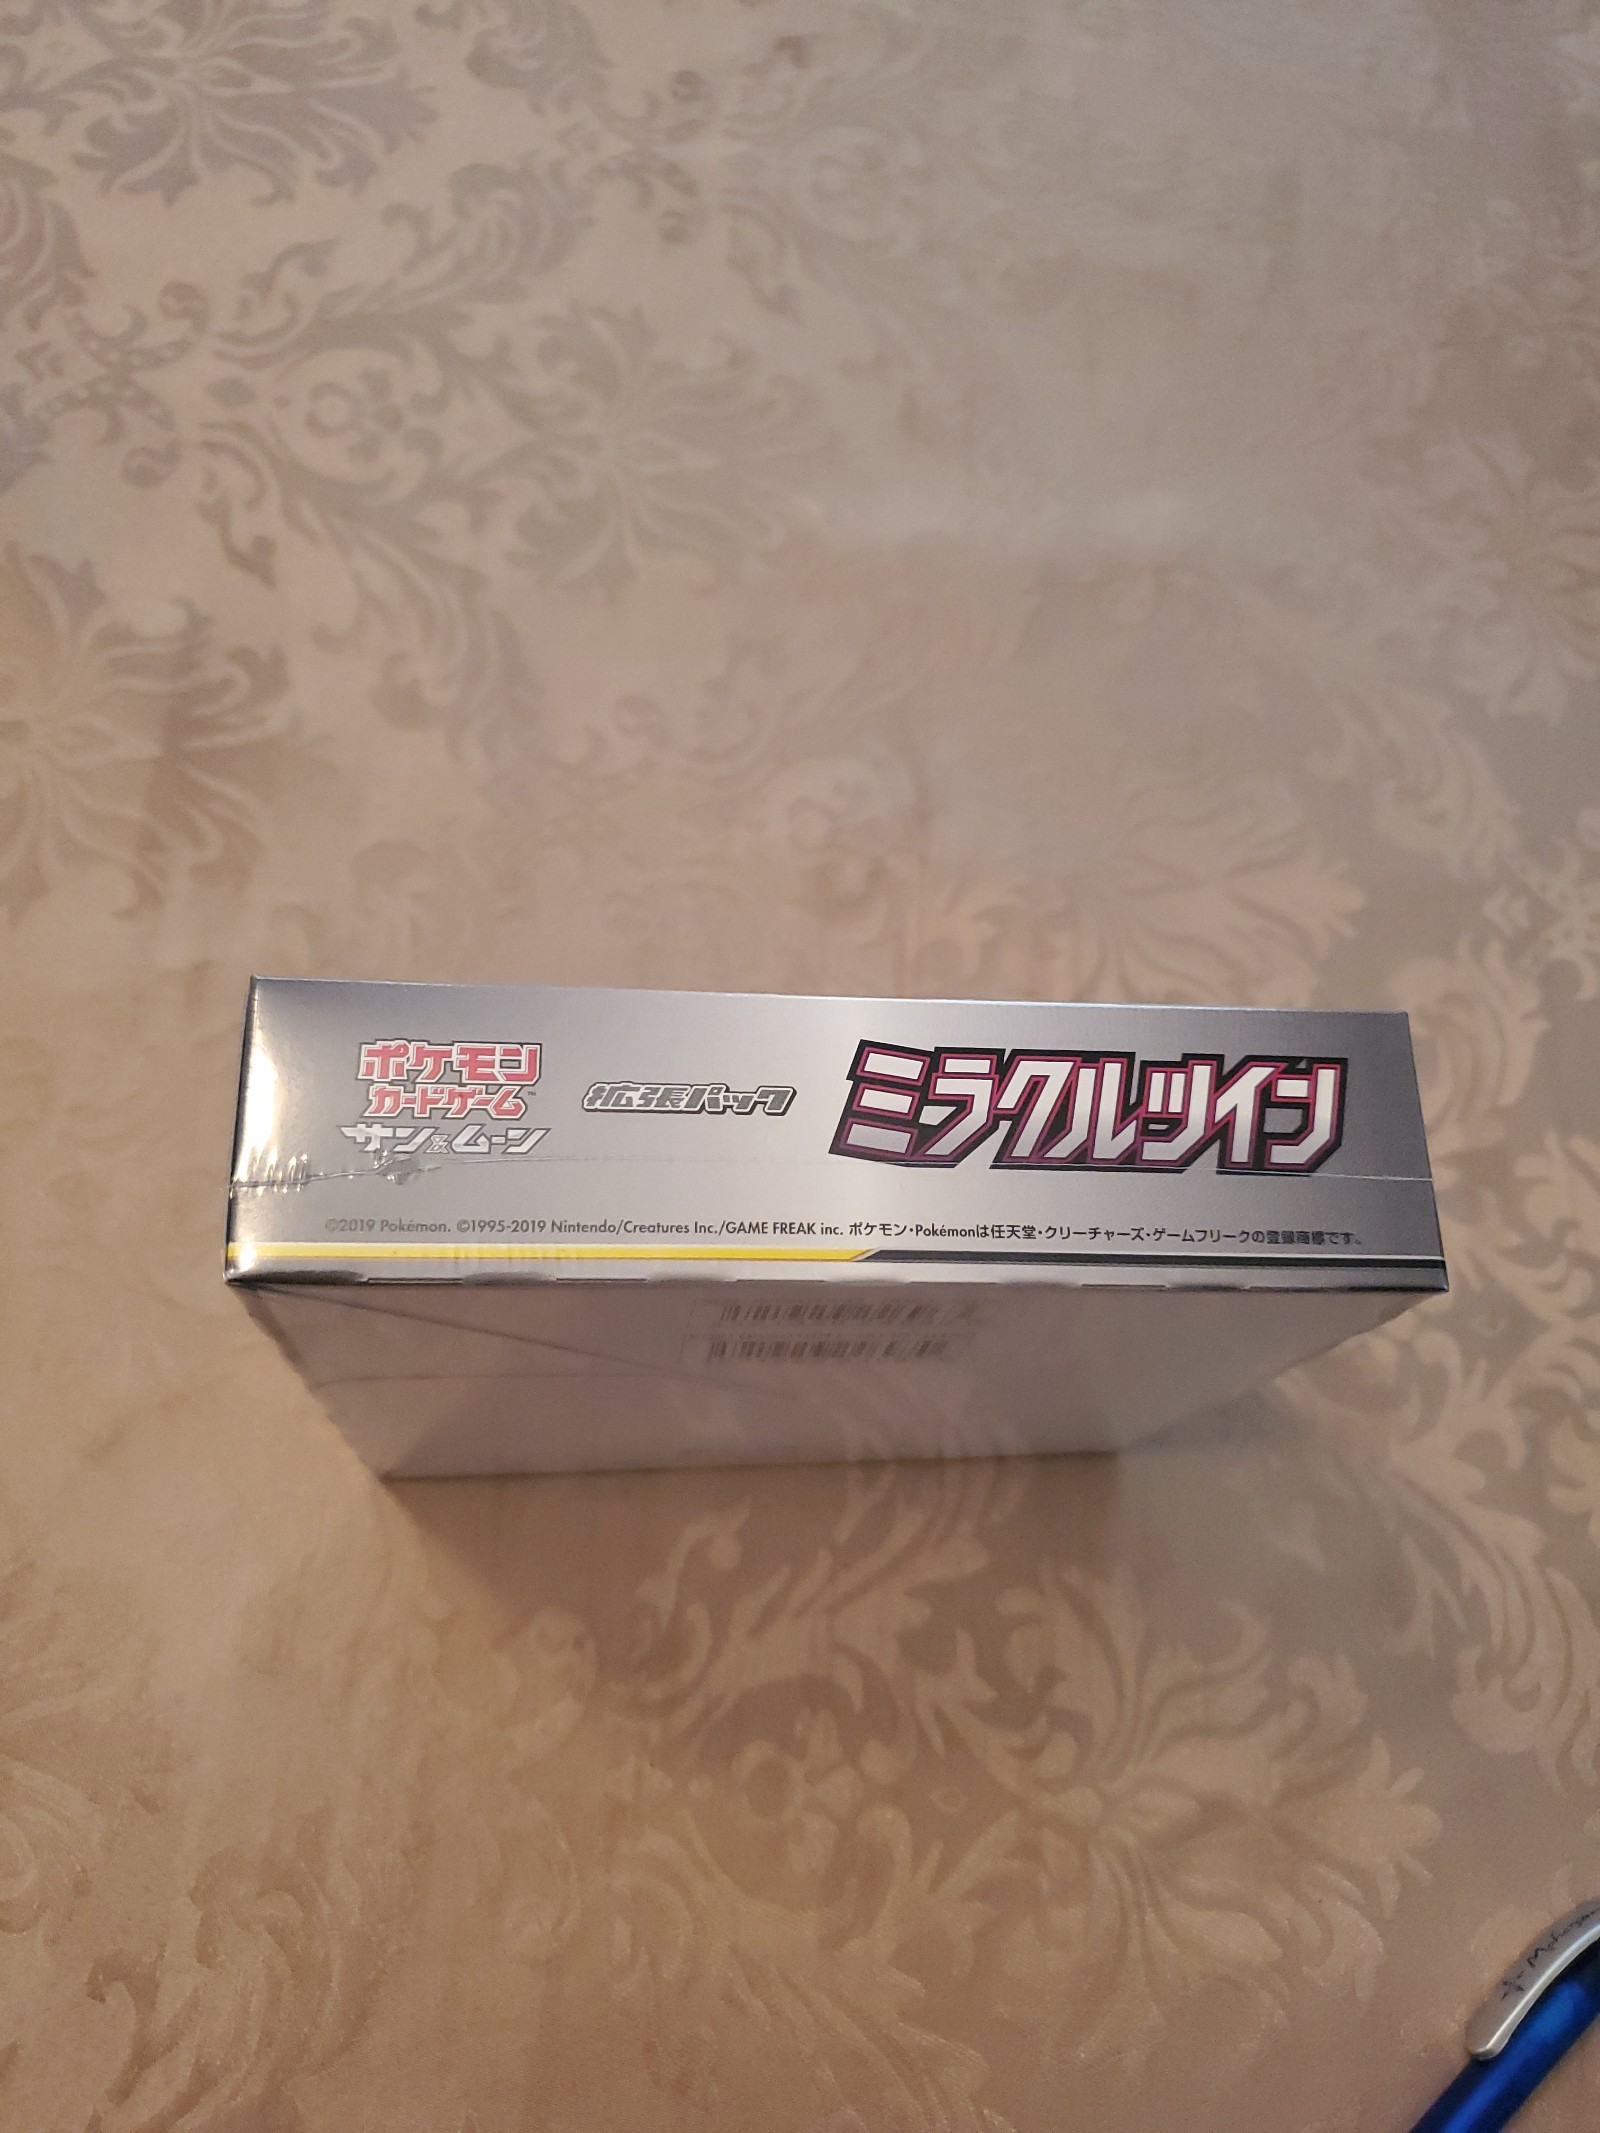 ポケモン
カードゲーム™
サン&ムーン
拡張パック
ミラクルツイン
©2019 Pokémon. ©1995-2019 Nintendo/Creatures Inc./GAME FREAK inc. ポケモン・Pokémonは任天堂・クリーチャーズ・ゲームフリークの登録商標です。